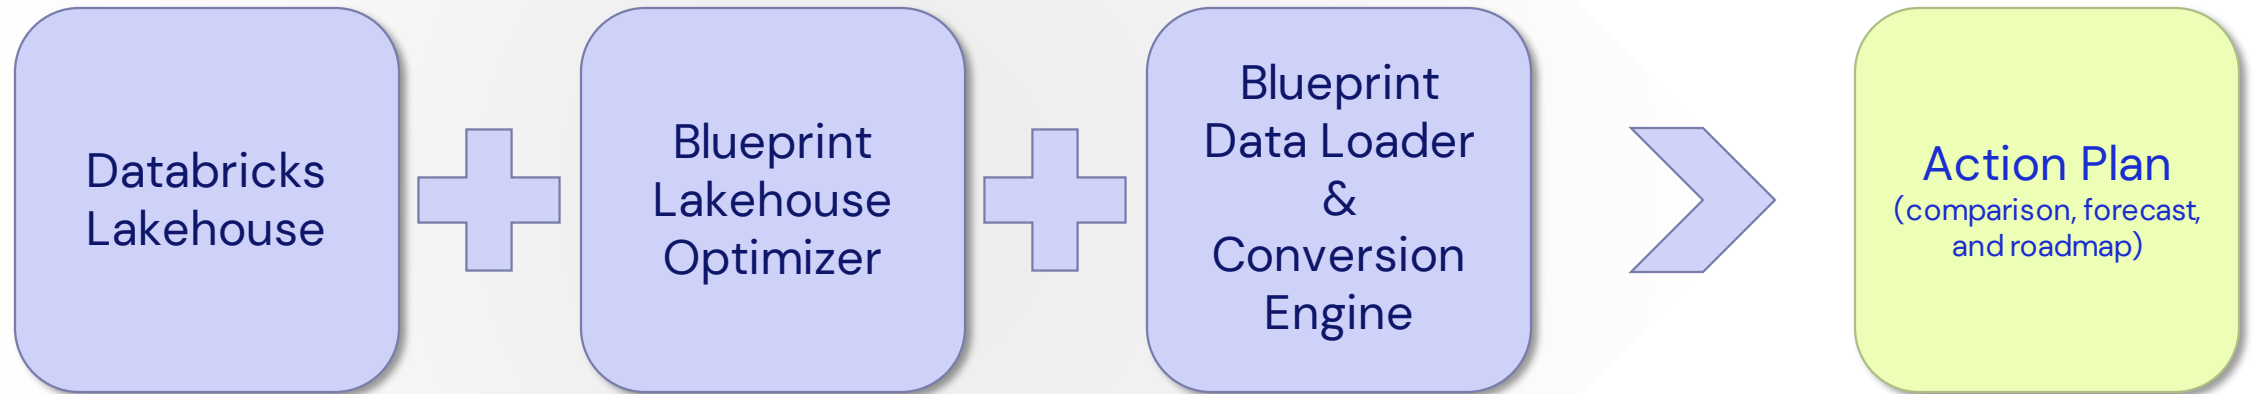 Databricks
Lakehouse
Blueprint
Lakehouse
Optimizer
Blueprint
Data Loader
&
Conversion
Engine
Action Plan
(comparison, forecast,
and roadmap)